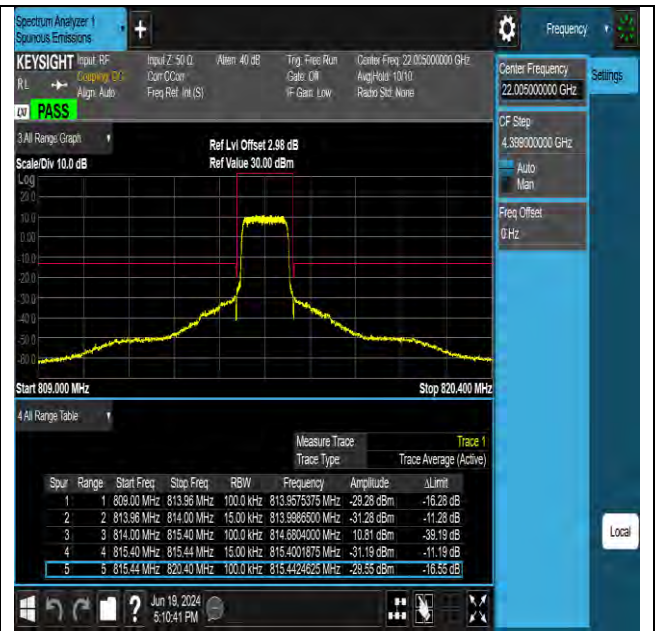 Spectrum Analyzer 1
Spurious Emissions
+
Frequency
KEYSIGHT Input: RF
Coupling: DC
Align: Auto
RL
Input Z: 50 Ω
Corr CCorr
Freq Ref: Int (S)
Atten: 40 dB
Trig: Free Run
Gate: Off
IF Gain: Low
Center Freq: 22.005000000 GHz
Avg|Hold: 10/10
Radio Std: None
PASS
3 All Range Graph
Scale/Div 10.0 dB
Ref Lvl Offset 2.98 dB
Ref Value 30.00 dBm
Log
20.0
10.0
0.00
-10.0
-20.0
-30.0
-40.0
-50.0
-60.0
Start 809.000 MHz
Stop 820.400 MHz
4 All Range Table
Measure Trace Trace 1
Trace Type Trace Average (Active)
Spur Range Start Freq Stop Freq RBW Frequency Amplitude ΔLimit
1 1 809.00 MHz 813.96 MHz 100.0 kHz 813.9575375 MHz -29.28 dBm -16.28 dB
2 2 813.96 MHz 814.00 MHz 15.00 kHz 813.9986500 MHz -31.28 dBm -11.28 dB
3 3 814.00 MHz 815.40 MHz 100.0 kHz 814.6804000 MHz 10.81 dBm -39.19 dB
4 4 815.40 MHz 815.44 MHz 15.00 kHz 815.4001875 MHz -31.19 dBm -11.19 dB
5 5 815.44 MHz 820.40 MHz 100.0 kHz 815.4424625 MHz -29.55 dBm -16.55 dB
Center Frequency
22.005000000 GHz
Settings
CF Step
4.399000000 GHz
Auto
Man
Freq Offset
0 Hz
Local
?
Jun 19, 2024
5:10:41 PM